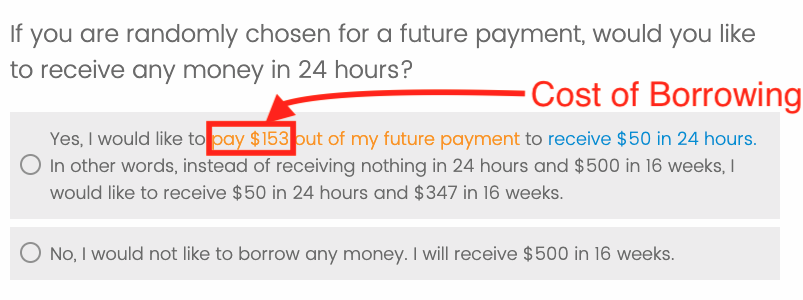 If you are randomly chosen for a future payment, would you like
to receive any money in 24 hours?
Cost of Borrowing
Yes, I would like to pay $153 out of my future payment to receive $50 in 24 hours.
In other words, instead of receiving nothing in 24 hours and $500 in 16 weeks, I
would like to receive $50 in 24 hours and $347 in 16 weeks.
No, I would not like to borrow any money. I will receive $500 in 16 weeks.